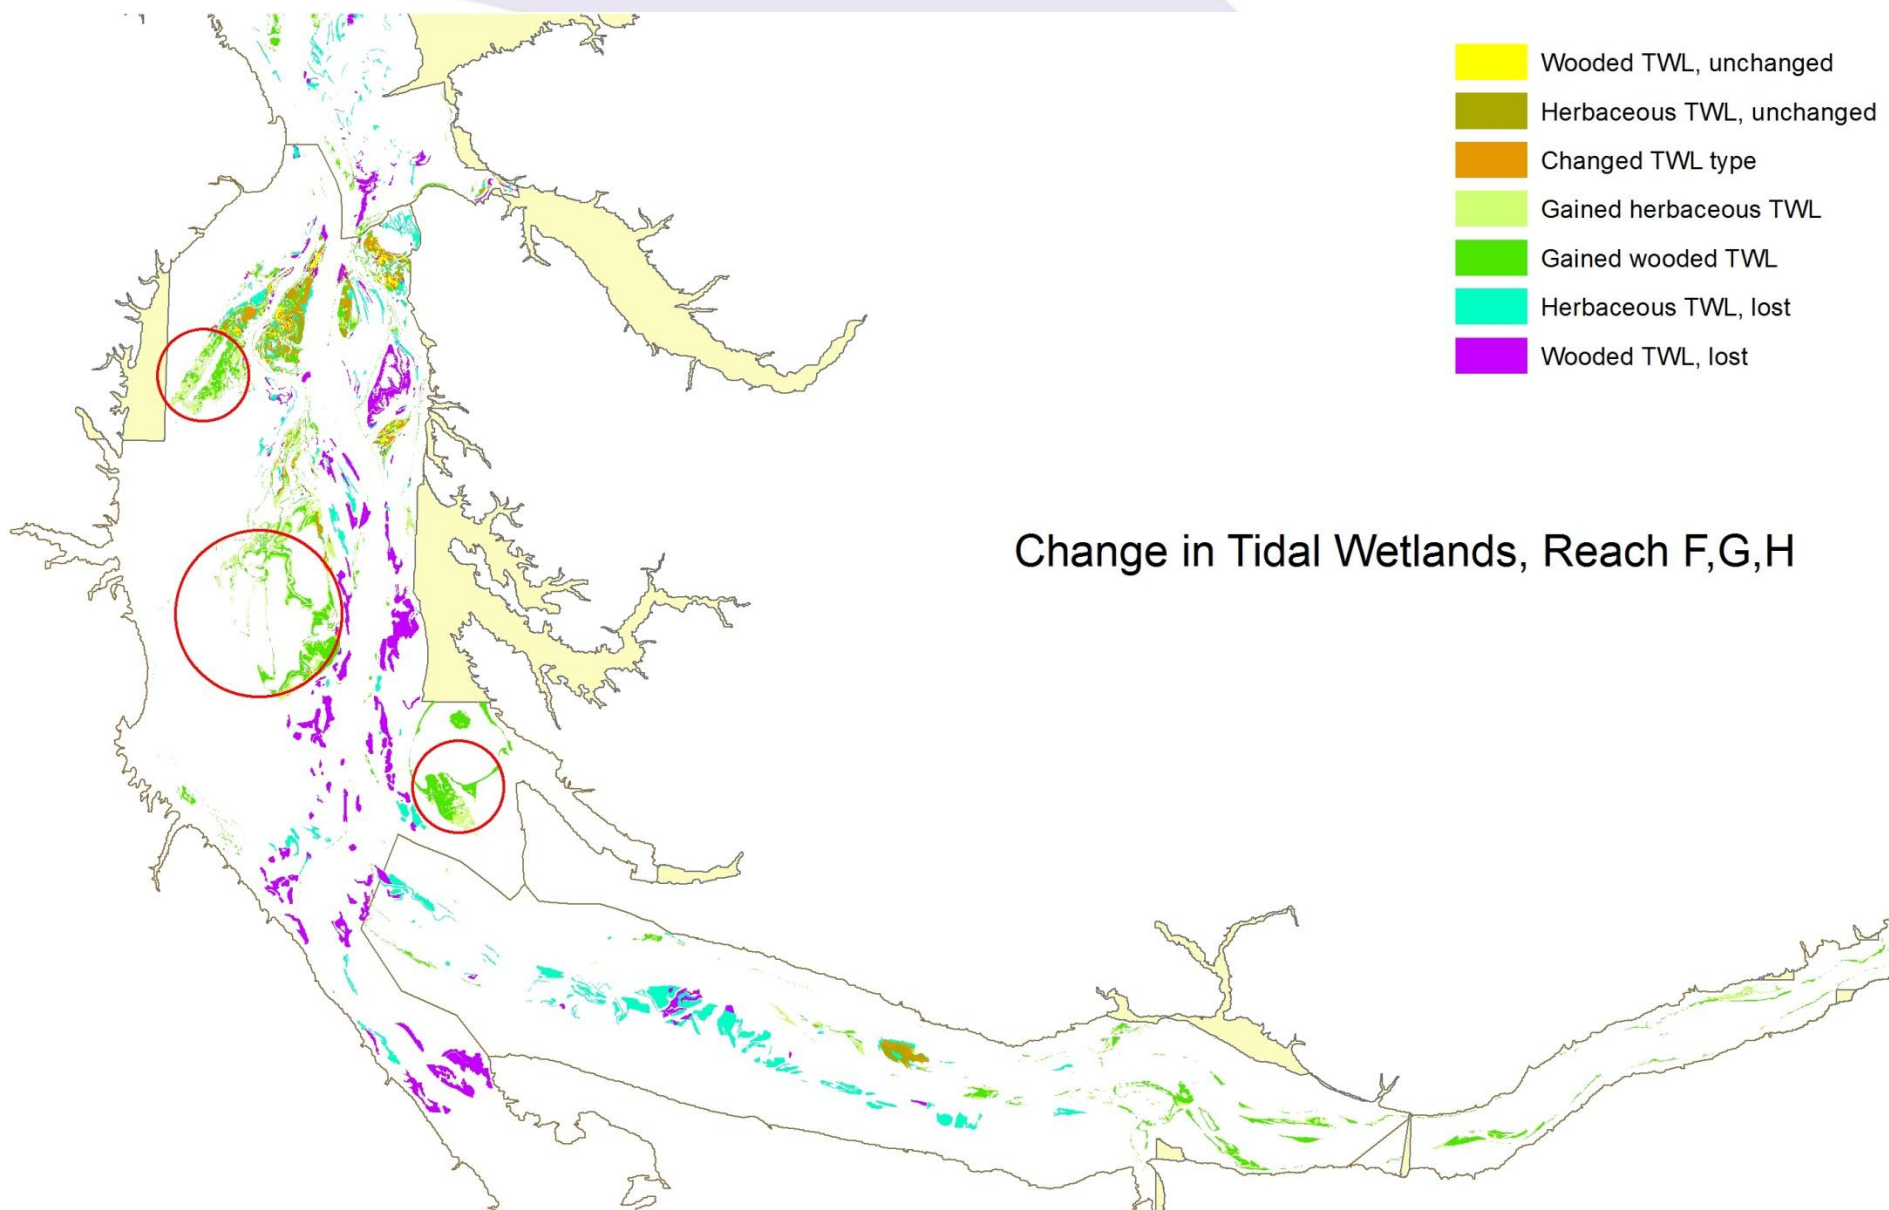 Wooded TWL, unchanged
Herbaceous TWL, unchanged
Changed TWL type
Gained herbaceous TWL
Gained wooded TWL
Herbaceous TWL, lost
Wooded TWL, lost
Change in Tidal Wetlands, Reach F,G,H